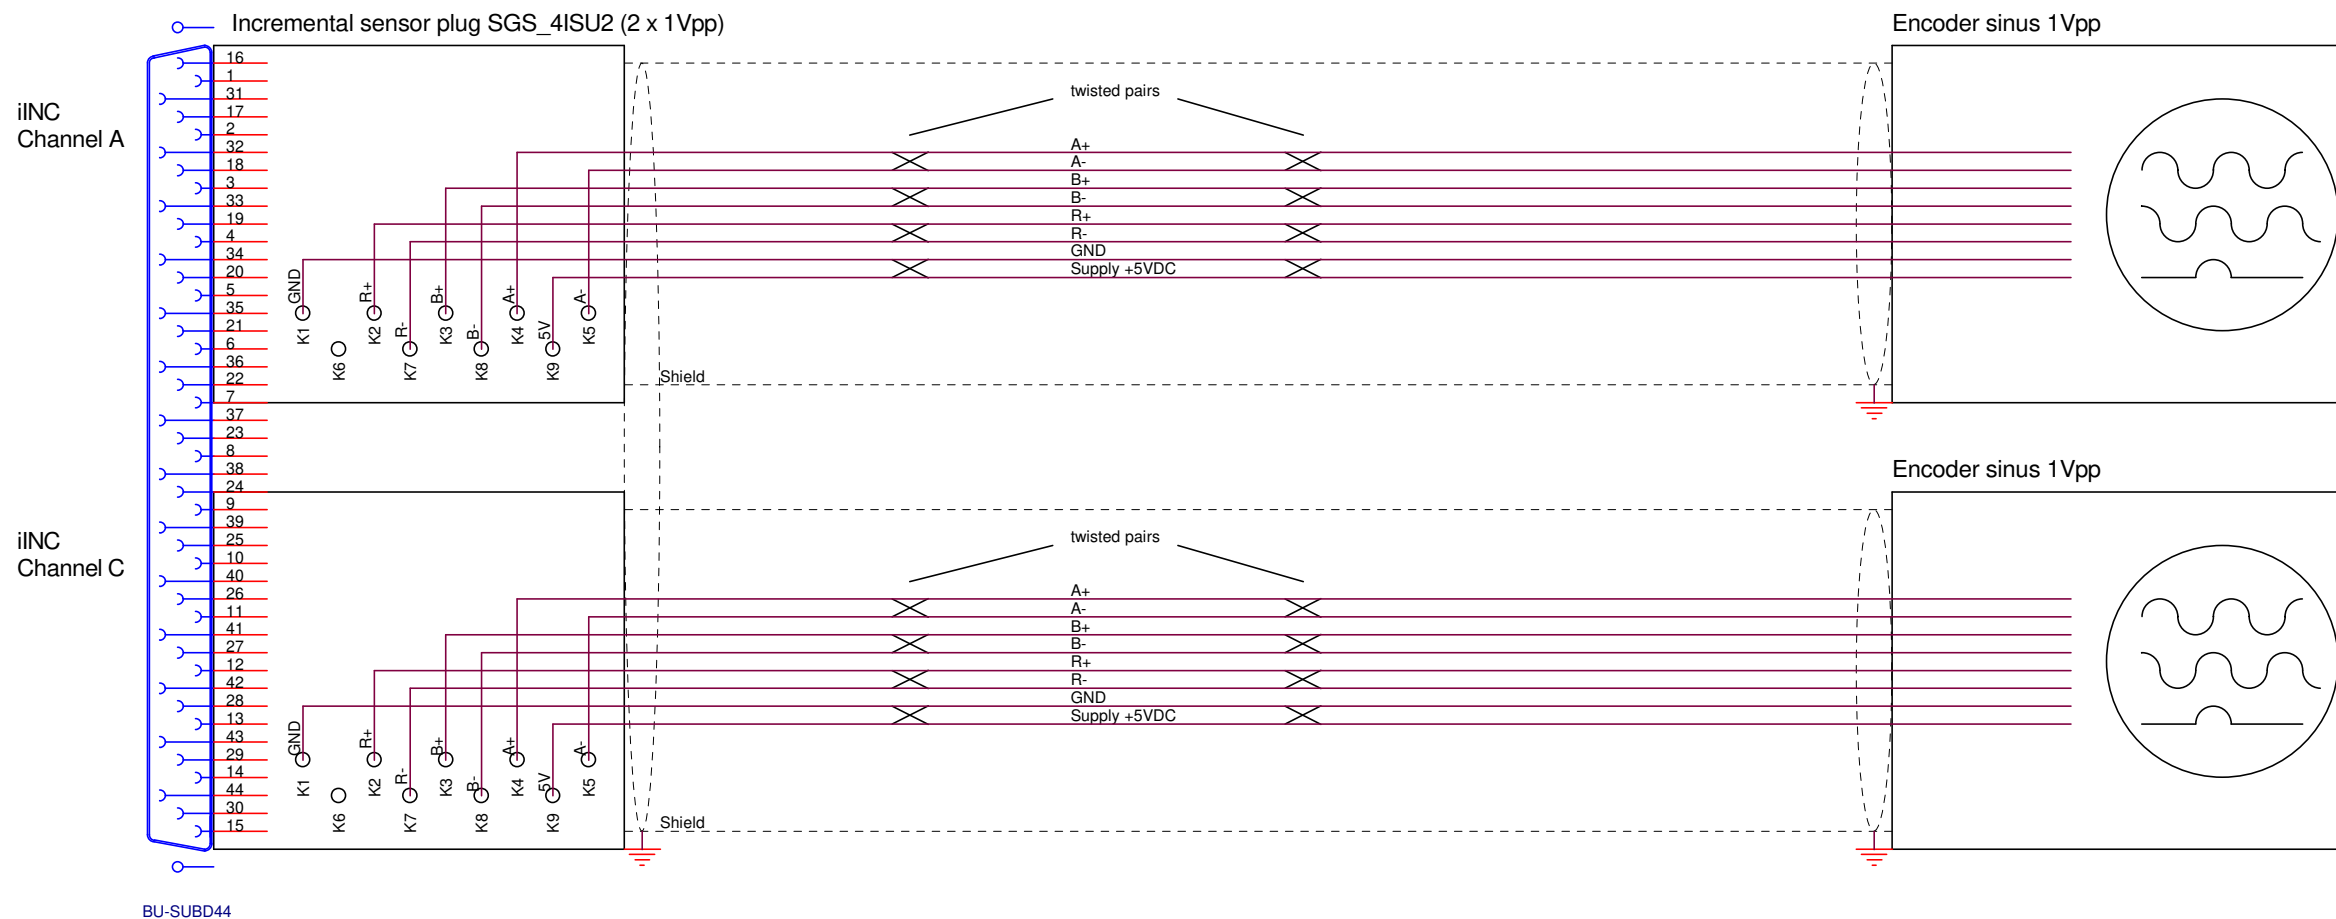 Incremental sensor plug SGS_4ISU2 (2 x 1Vpp)
Encoder sinus 1Vpp
iINC
Channel A
16
1
31
17
2
32
18
3
33
19
4
34
20
5
35
21
6
36
22
7
37
23
8
38
24
9
39
25
10
40
26
11
41
27
12
42
28
13
43
29
14
44
30
15
twisted pairs
A+
A-
B+
B-
R+
R-
GND
Supply +5VDC
GND
R+
B+
A+
A-
K1
K2
K3
K4
K5
R-
B-
5V
K6
K7
K8
K9
Shield
Encoder sinus 1Vpp
iINC
Channel C
twisted pairs
A+
A-
B+
B-
R+
R-
GND
Supply +5VDC
GND
R+
B+
A+
A-
K1
K2
K3
K4
K5
R-
B-
5V
K6
K7
K8
K9
Shield
BU-SUBD44